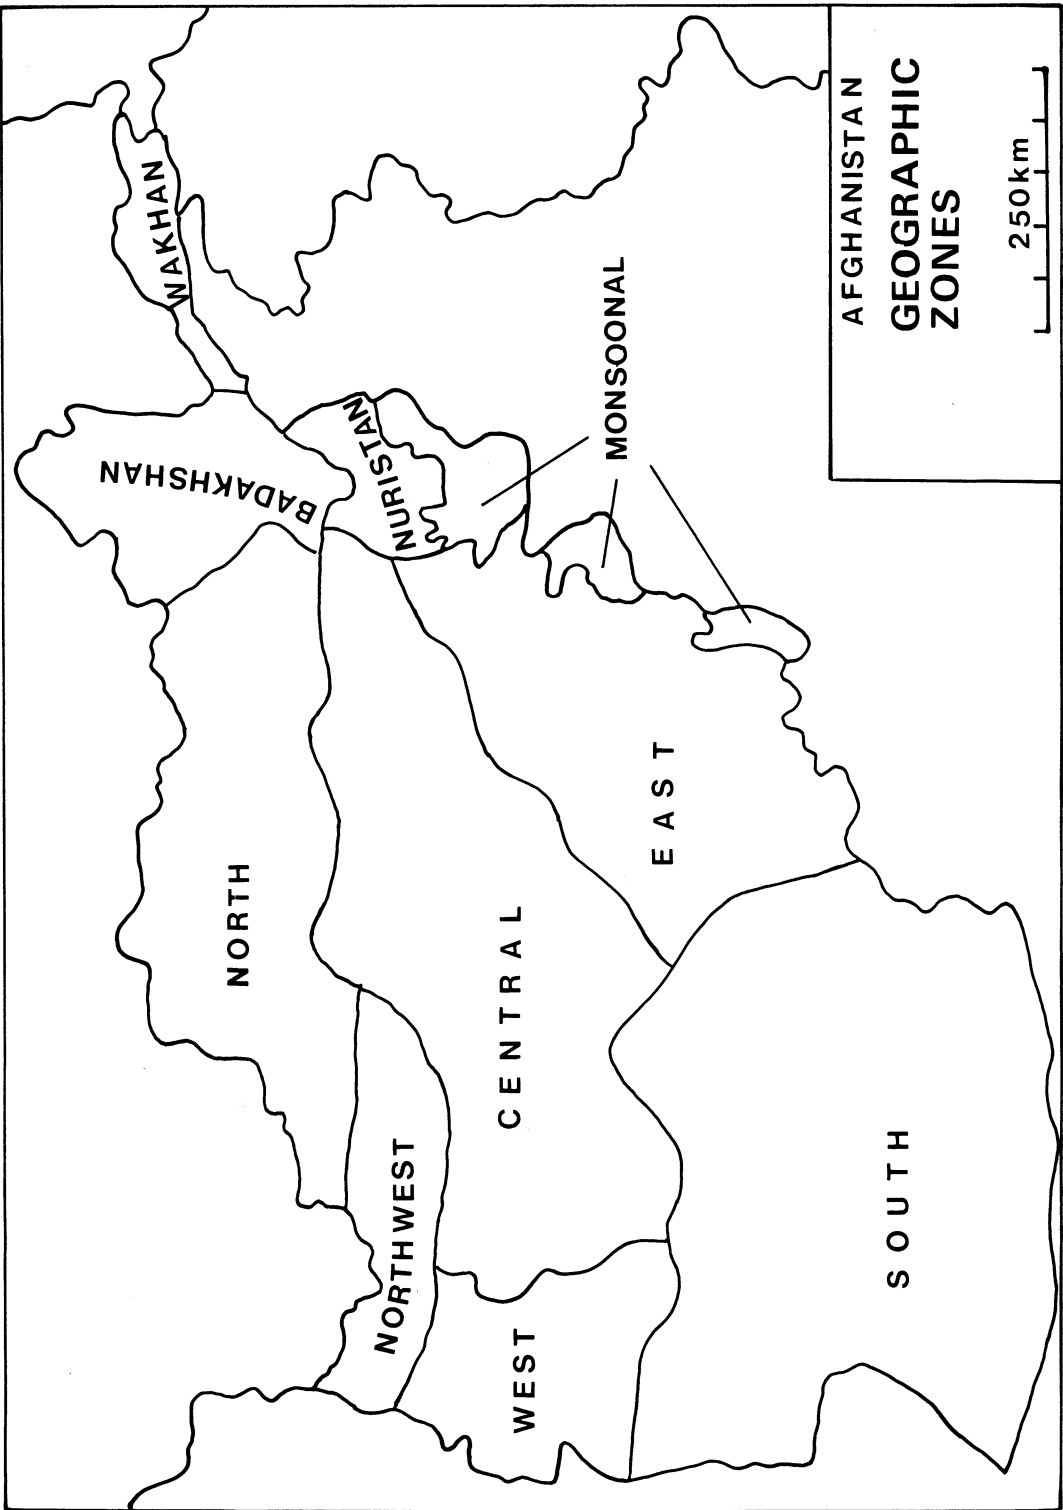 AFGHANISTAN
GEOGRAPHIC
ZONES
250km
WAKHAN
BADAKHSHAN
NURISTAN
MONSOONAL
NORTH
EAST
CENTRAL
NORTHWEST
WEST
SOUTH